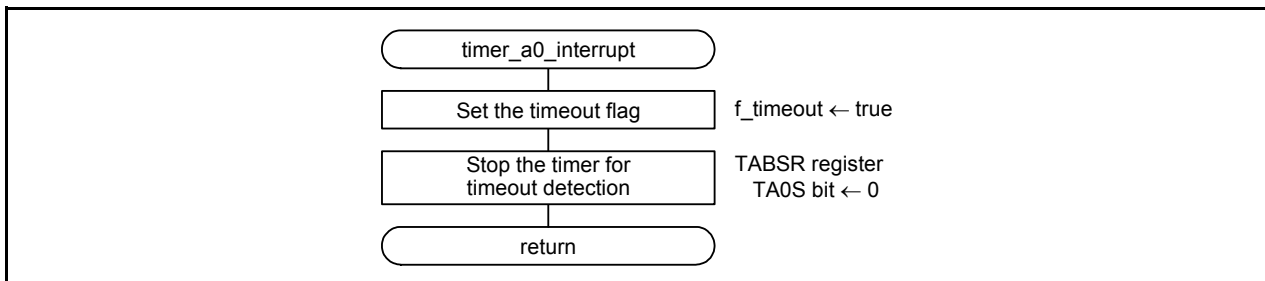 timer_a0_interrupt
Set the timeout flag
f_timeout ← true
Stop the timer for
timeout detection
TABSR register
TA0S bit ← 0
return